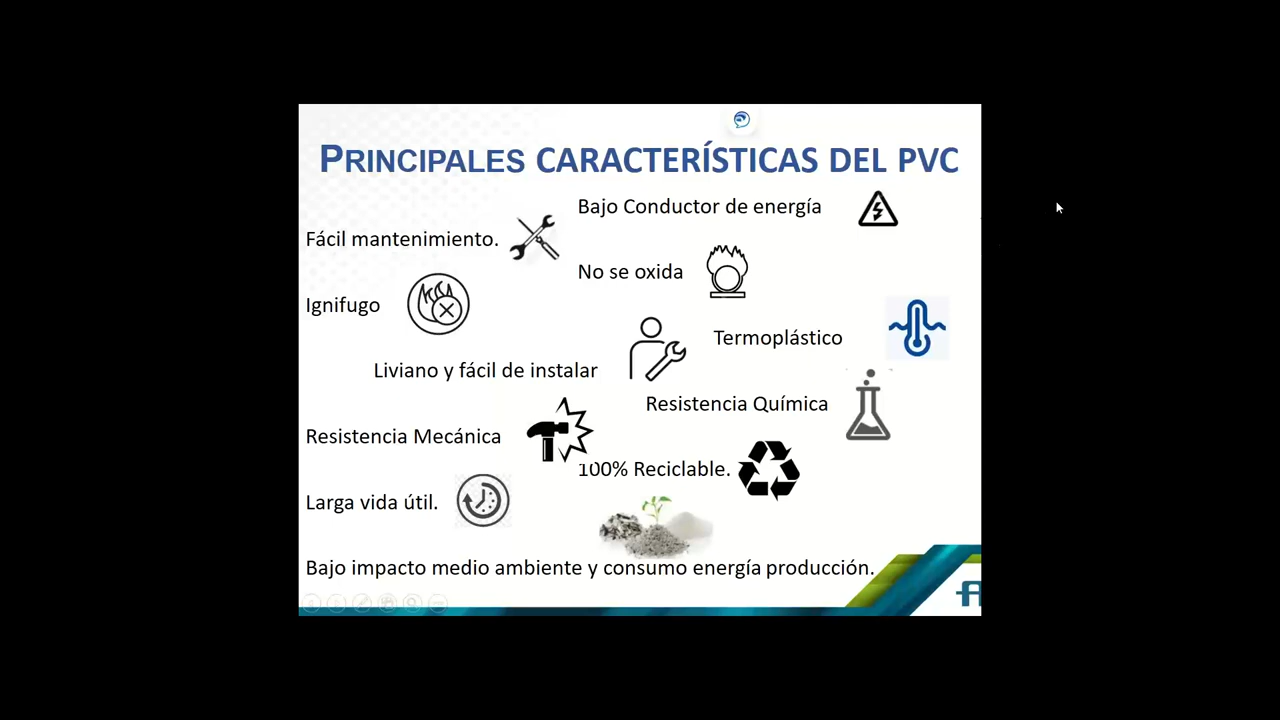 PRINCIPALES CARACTERÍSTICAS DEL PVC
Bajo Conductor de energía
Fácil mantenimiento.
No se oxida
Ignifugo
Termoplástico
Liviano y fácil de instalar
Resistencia Química
Resistencia Mecánica
100% Reciclable.
Larga vida útil.
Bajo impacto medio ambiente y consumo energía producción.